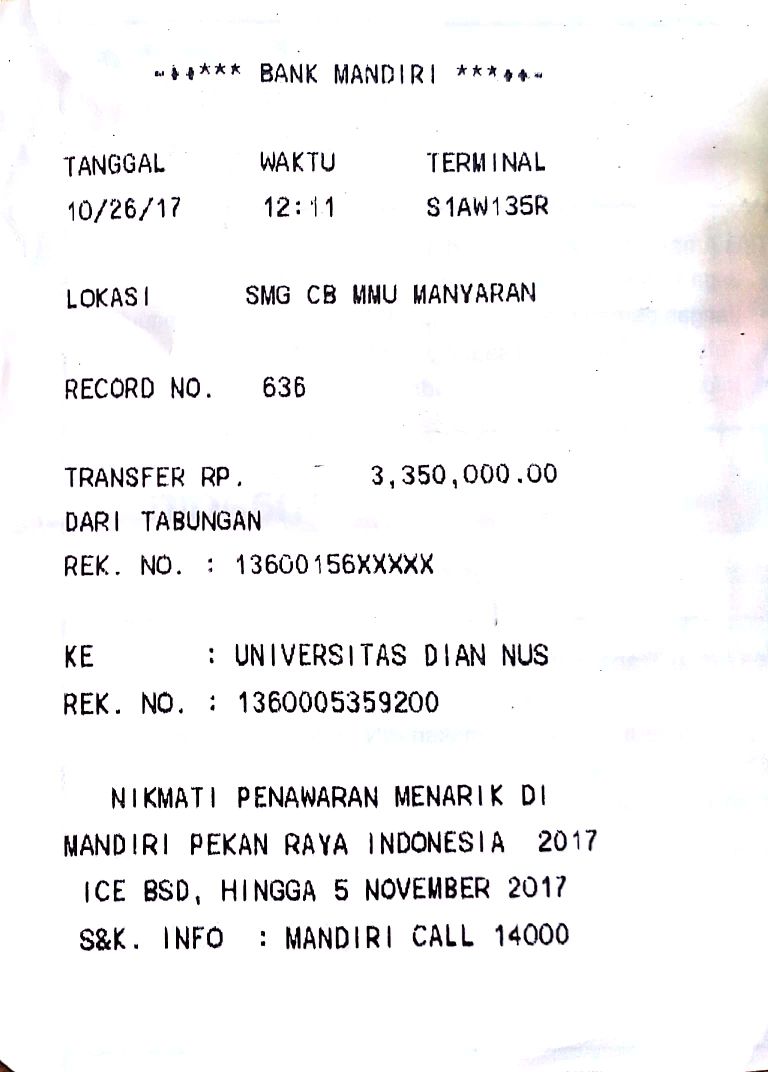 -++*** BANK MANDIRI ***++-
TANGGAL WAKTU TERMINAL
10/26/17 12:11 S1AW135R
LOKASI SMG CB MMU MANYARAN
RECORD NO. 636
TRANSFER RP. 3,350,000.00
DARI TABUNGAN
REK. NO. : 13600156XXXXX
KE : UNIVERSITAS DIAN NUS
REK. NO. : 1360005359200
NIKMATI PENAWARAN MENARIK DI
MANDIRI PEKAN RAYA INDONESIA 2017
ICE BSD, HINGGA 5 NOVEMBER 2017
S&K. INFO : MANDIRI CALL 14000